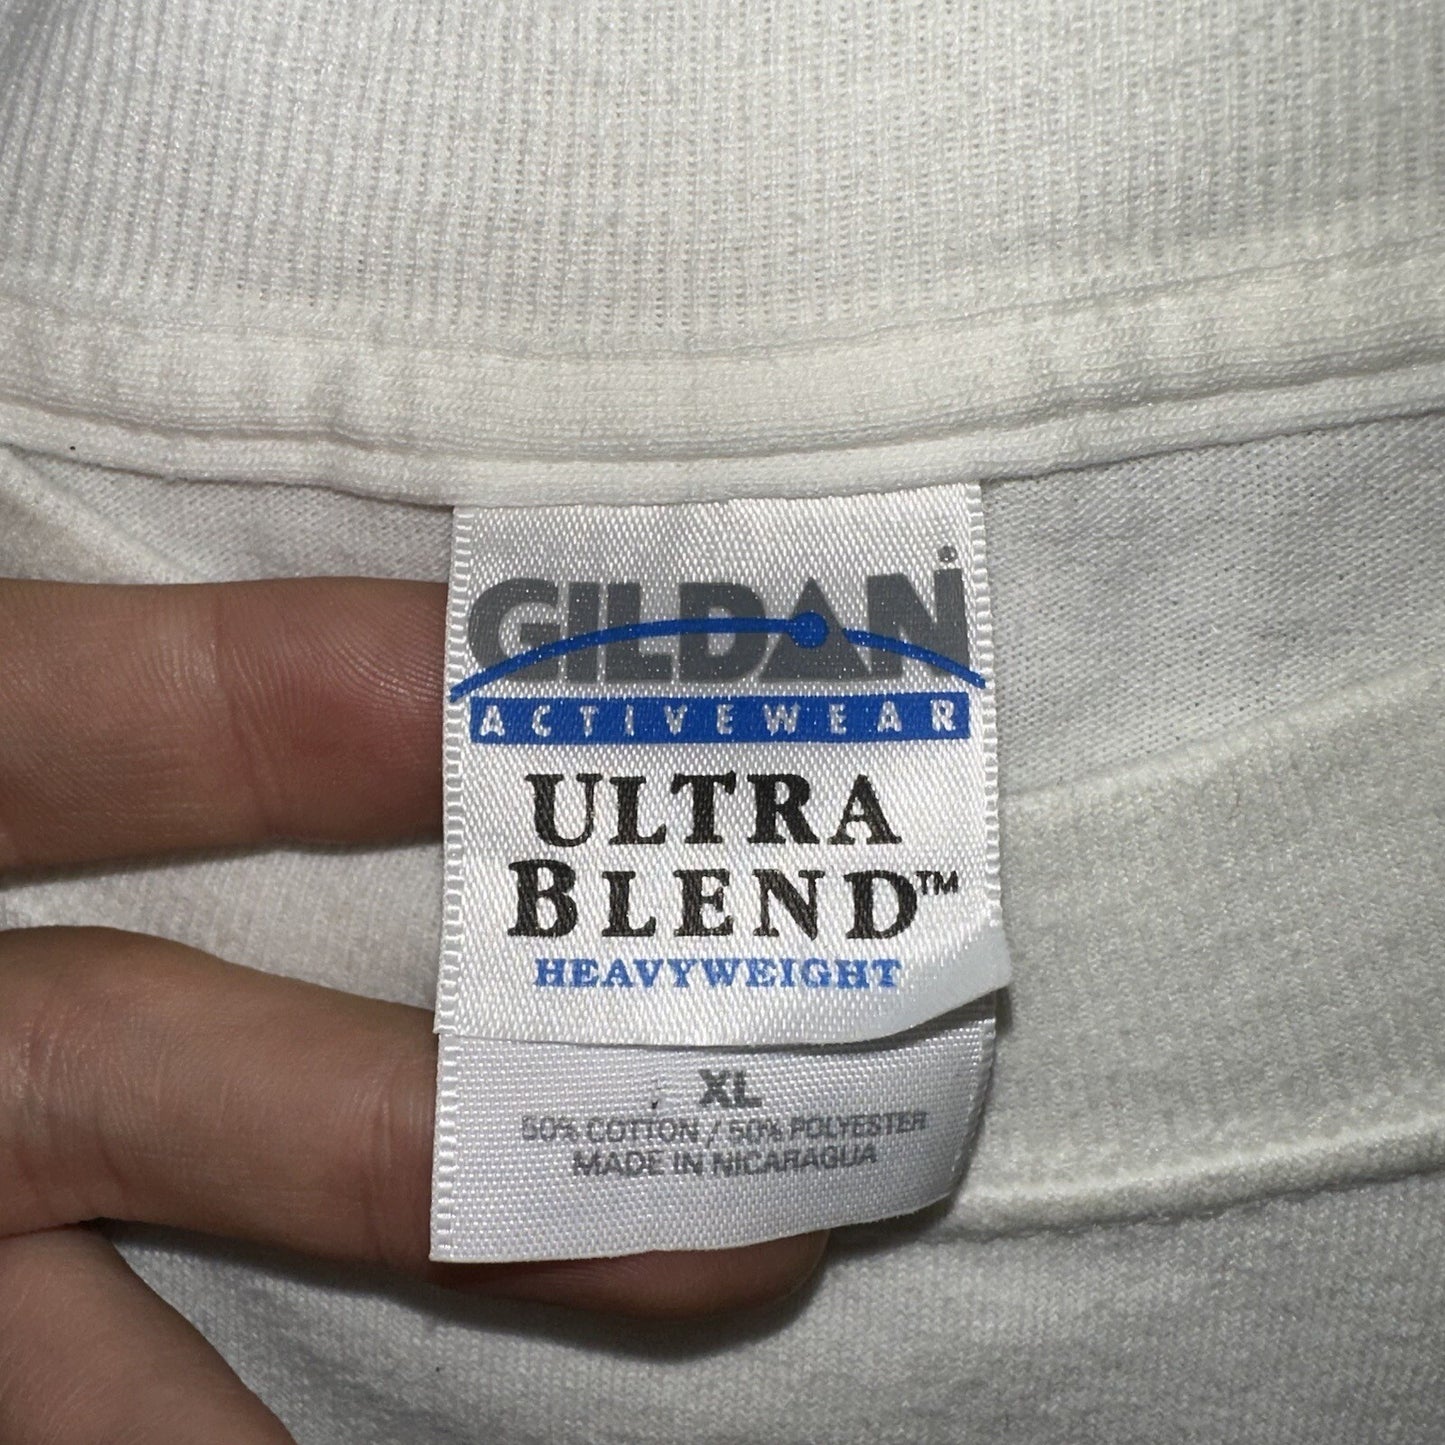 GILDAN
ACTIVEWEAR
ULTRA
BLEND™
HEAVYWEIGHT
XL
50% COTTON / 50% POLYESTER
MADE IN NICARAGUA